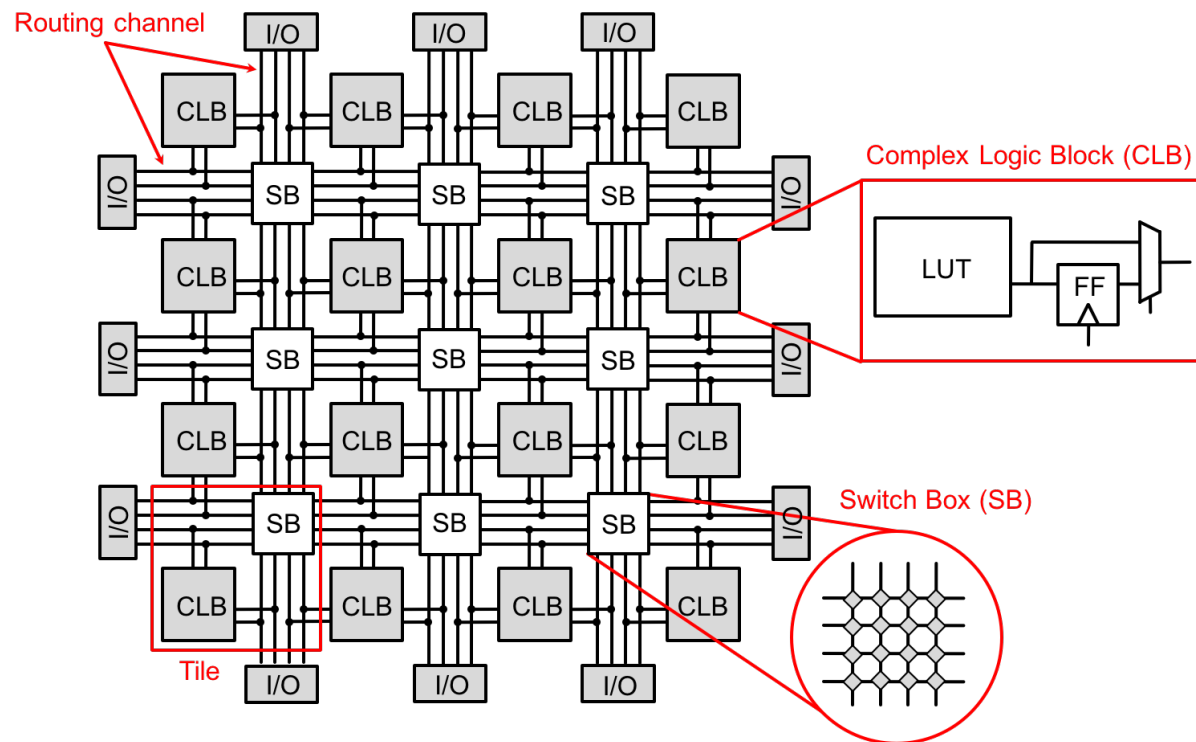 Routing channel
I/O I/O I/O
CLB CLB CLB CLB
Complex Logic Block (CLB)
I/O SB SB SB I/O
CLB CLB CLB CLB
LUT FF
I/O SB SB SB I/O
CLB CLB CLB CLB
Switch Box (SB)
I/O SB SB SB I/O
CLB CLB CLB CLB
Tile
I/O I/O I/O